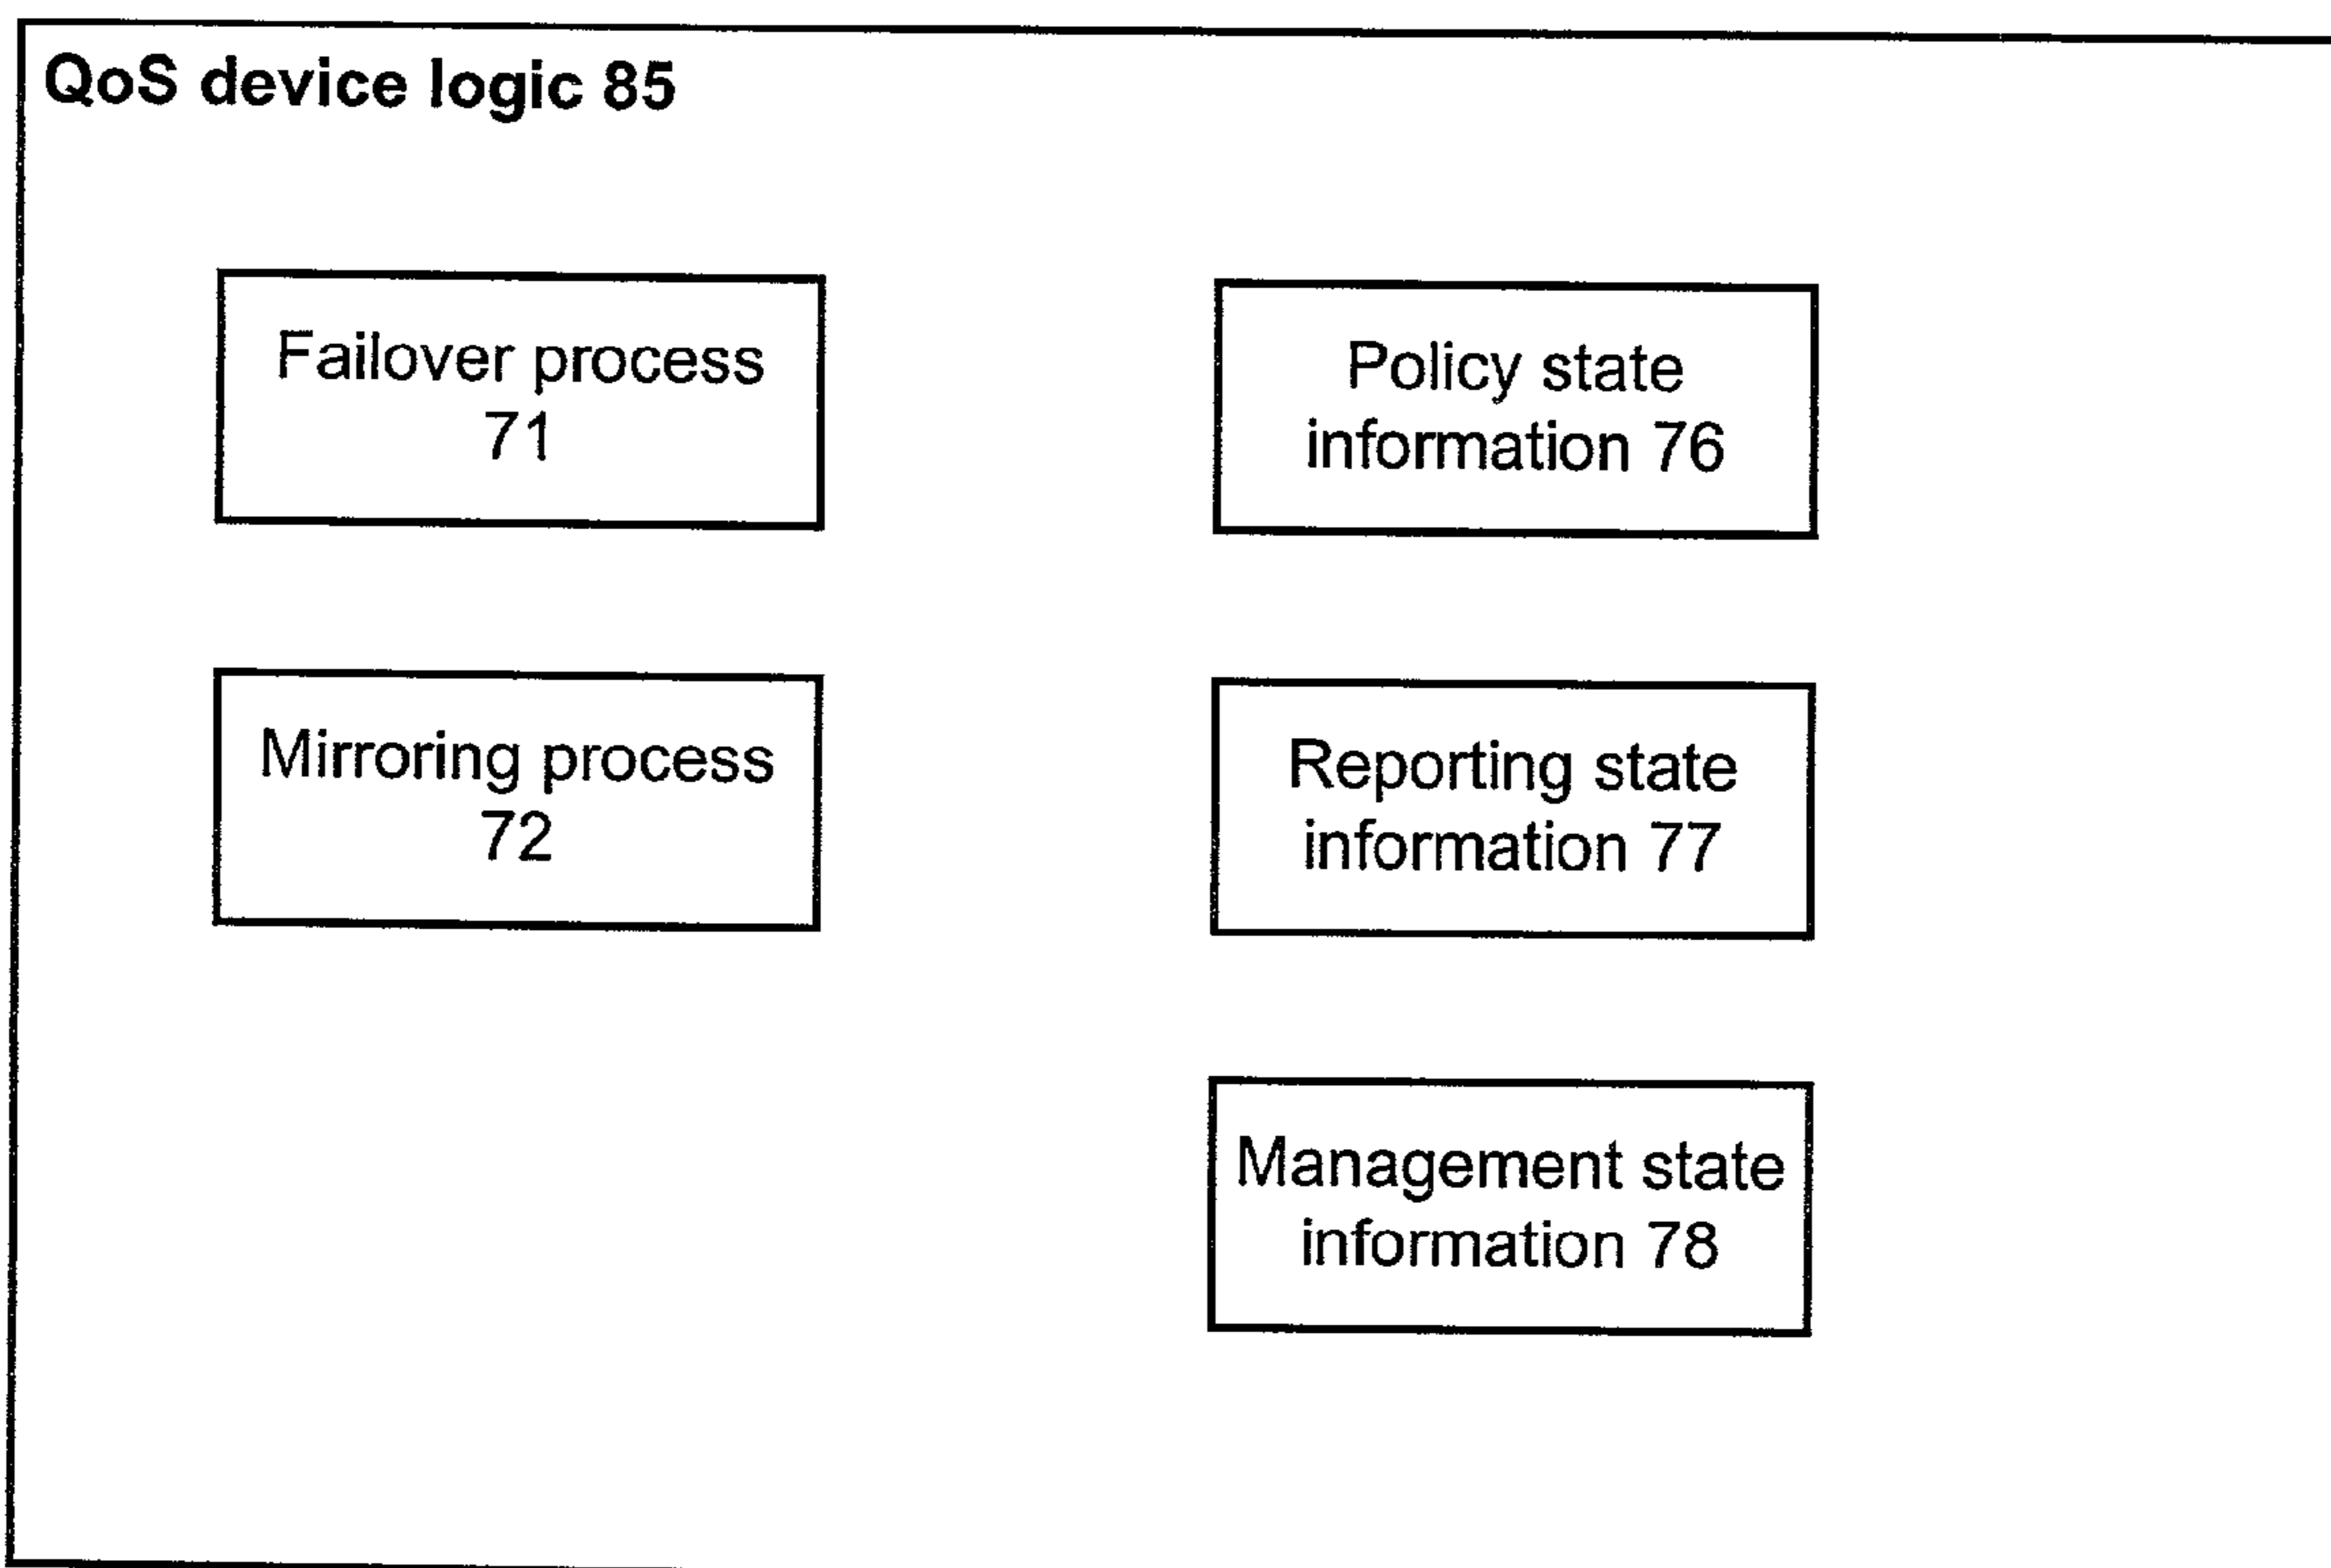 QoS device logic 85
Failover process
71
Policy state
information 76
Mirroring process
72
Reporting state
information 77
Management state
information 78